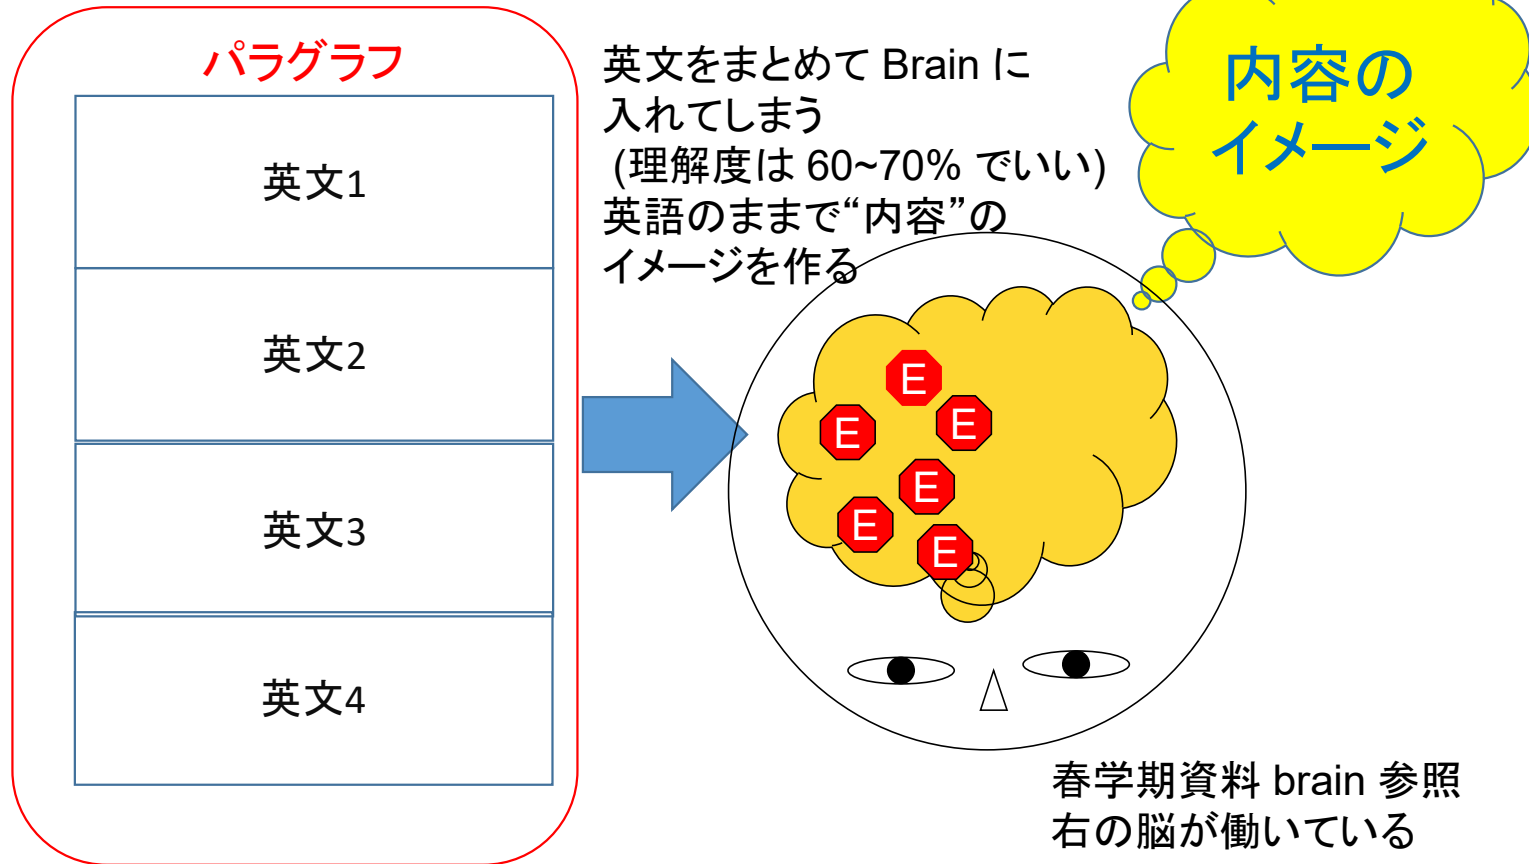 パラグラフ
英文1
英文2
英文3
英文4
英文をまとめて Brain に
入れてしまう
(理解度は 60~70% でいい)
英語のままで“内容”の
イメージを作る
内容の
イメージ
E
E
E
E
E
E
春学期資料 brain 参照
右の脳が働いている